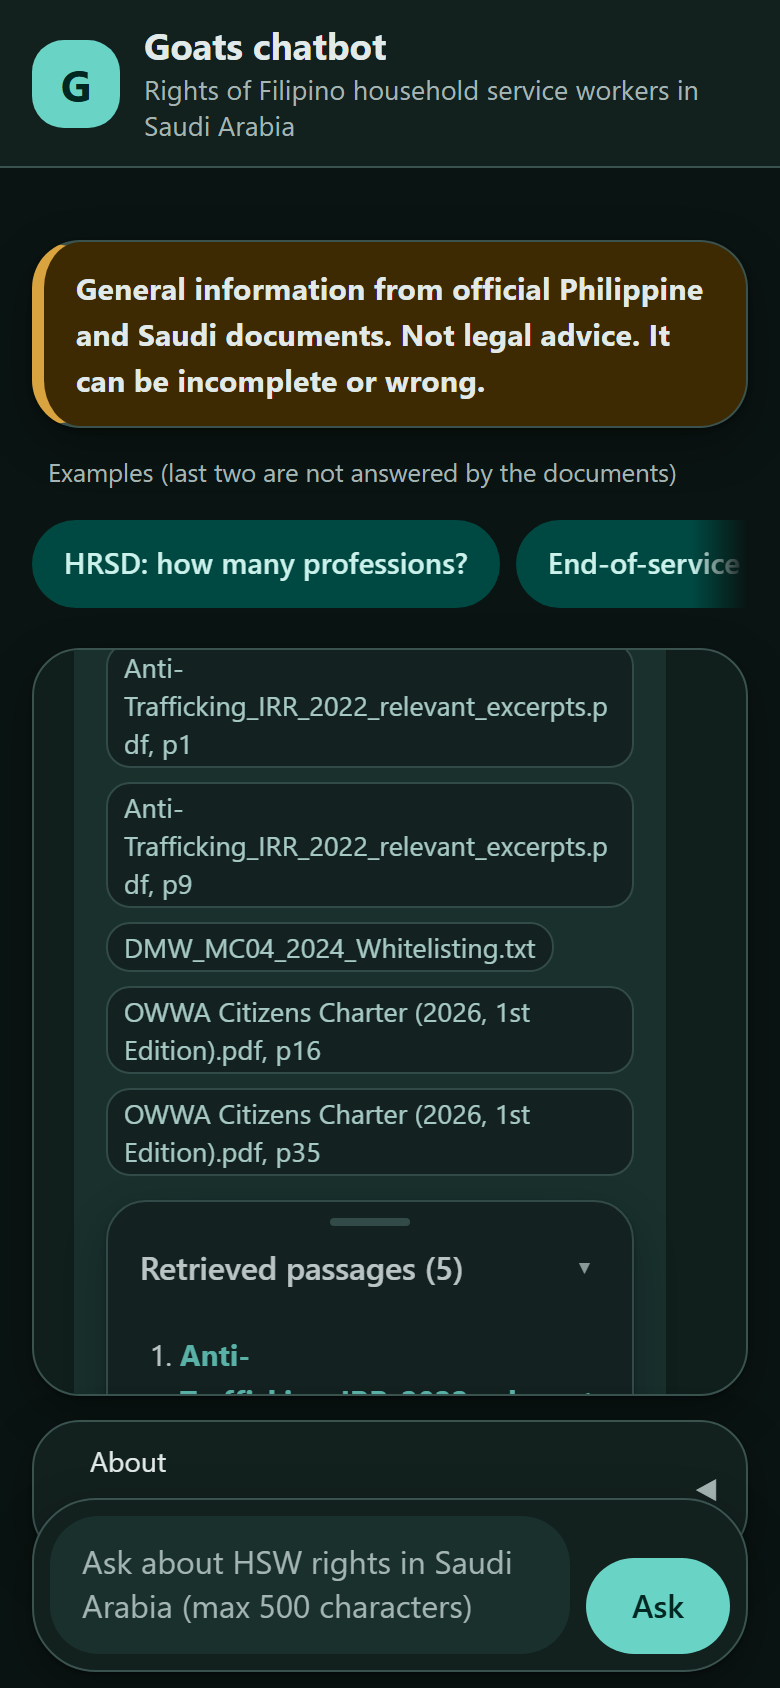 G
Goats chatbot
Rights of Filipino household service workers in
Saudi Arabia
General information from official Philippine
and Saudi documents. Not legal advice. It
can be incomplete or wrong.
Examples (last two are not answered by the documents)
HRSD: how many professions?
End-of-service
Anti-
Trafficking_IRR_2022_relevant_excerpts.p
df, p1
Anti-
Trafficking_IRR_2022_relevant_excerpts.p
df, p9
DMW_MC04_2024_Whitelisting.txt
OWWA Citizens Charter (2026, 1st
Edition).pdf, p16
OWWA Citizens Charter (2026, 1st
Edition).pdf, p35
Retrieved passages (5)
1. Anti-
About
Ask about HSW rights in Saudi
Arabia (max 500 characters)
Ask